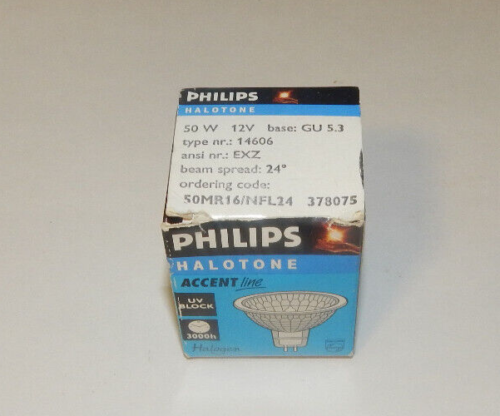 PHILIPS
HALOTONE
50 W 12V base: GU 5.3
type nr.: 14606
ansi nr.: EXZ
beam spread: 24°
ordering code:
50MR16/NFL24 378075
PHILIPS
HALOTONE
ACCENT line
UV
BLOCK
3000h
Halogen